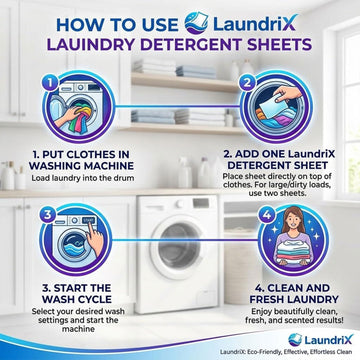 HOW TO USE LaundriX
LAUNDRY DETERGENT SHEETS
1
2
1. PUT CLOTHES IN
WASHING MACHINE
Load laundry into the drum
2. ADD ONE LaundriX
DETERGENT SHEET
Place sheet directly on top of
clothes. For large/dirty loads,
use two sheets.
3
4
3. START THE
WASH CYCLE
Select your desired wash
settings and start the
machine
4. CLEAN AND
FRESH LAUNDRY
Enjoy beautifully clean,
fresh, and scented results!
LaundriX
LaundriX: Eco-Friendly, Effective, Effortless Clean